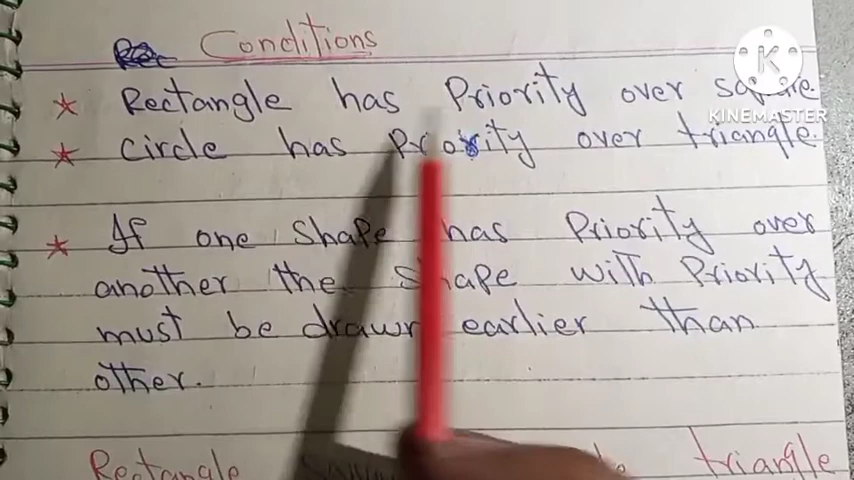 Conditions
K
KINEMASTER
* Rectangle has Priority over square.
* Circle has Priority over triangle.
* If one shape has Priority over
another the shape with Priority
must be drawn earlier than
other.
Rectangle triangle